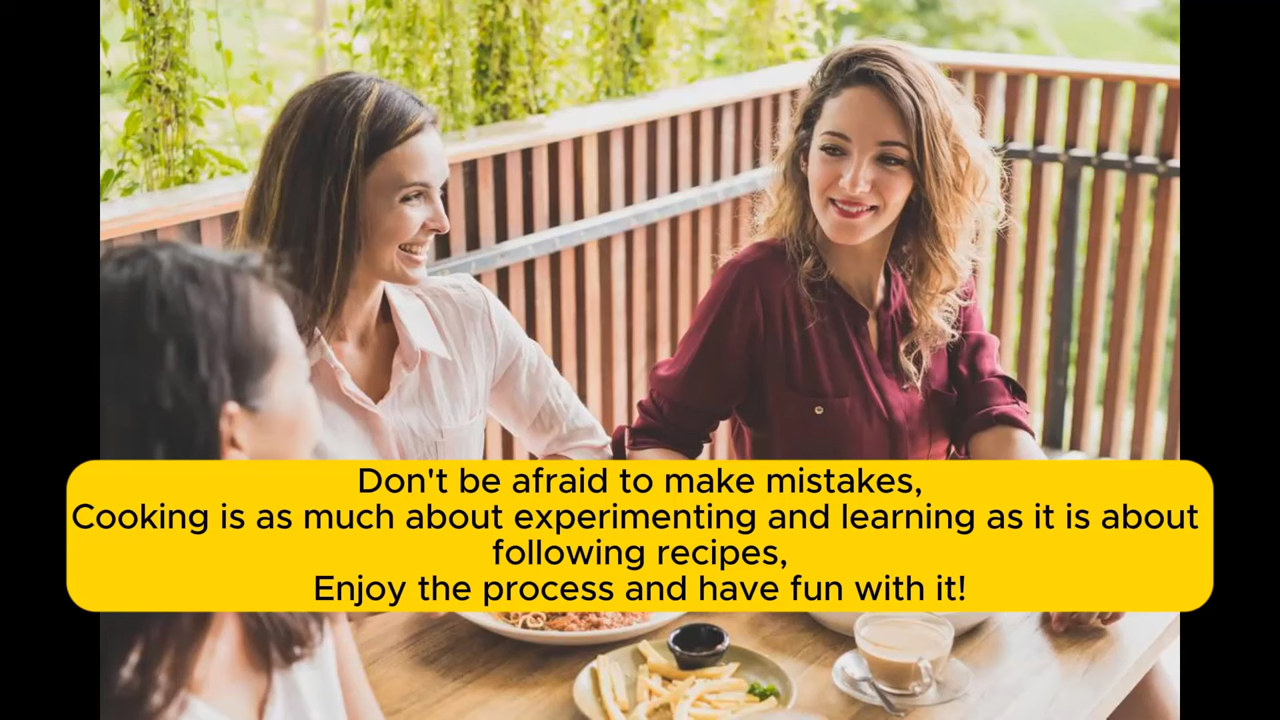 Don't be afraid to make mistakes,
Cooking is as much about experimenting and learning as it is about
following recipes,
Enjoy the process and have fun with it!